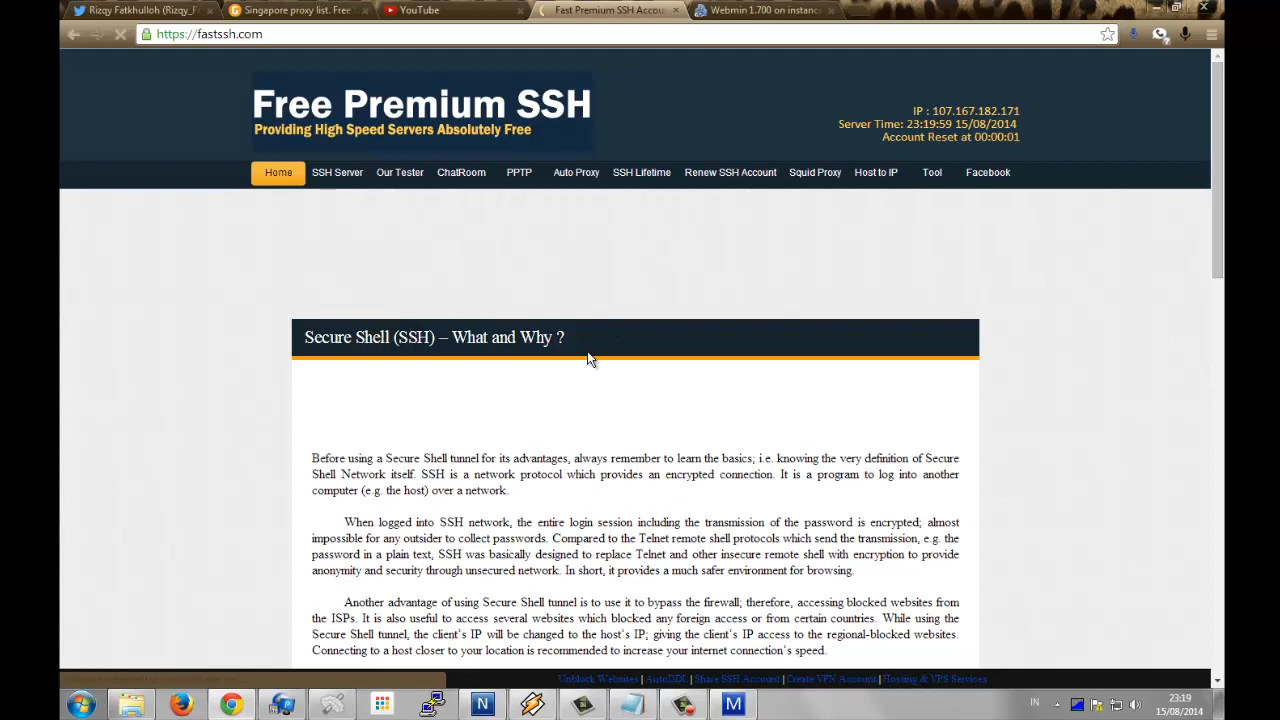 Rizqy Fatkhulloh (Rizqy_F
Singapore proxy list. Free
YouTube
Fast Premium SSH Accou
Webmin 1.700 on instanc
https://fastssh.com
Free Premium SSH
Providing High Speed Servers Absolutely Free
IP : 107.167.182.171
Server Time: 23:19:59 15/08/2014
Account Reset at 00:00:01
Home SSH Server Our Tester ChatRoom PPTP Auto Proxy SSH Lifetime Renew SSH Account Squid Proxy Host to IP Tool Facebook
Secure Shell (SSH) – What and Why ?
Before using a Secure Shell tunnel for its advantages, always remember to learn the basics; i.e. knowing the very definition of Secure
Shell Network itself. SSH is a network protocol which provides an encrypted connection. It is a program to log into another
computer (e.g. the host) over a network.
When logged into SSH network, the entire login session including the transmission of the password is encrypted; almost
impossible for any outsider to collect passwords. Compared to the Telnet remote shell protocols which send the transmission, e.g. the
password in a plain text, SSH was basically designed to replace Telnet and other insecure remote shell with encryption to provide
anonymity and security through unsecured network. In short, it provides a much safer environment for browsing.
Another advantage of using Secure Shell tunnel is to use it to bypass the firewall; therefore, accessing blocked websites from
the ISPs. It is also useful to access several websites which blocked any foreign access or from certain countries. While using the
Secure Shell tunnel, the client's IP will be changed to the host's IP; giving the client's IP access to the regional-blocked websites.
Connecting to a host closer to your location is recommended to increase your internet connection's speed.
Unblock Websites | AutoDDL | Share SSH Account | Create VPN Account | Hosting & VPS Services
N
M
IN
23:19
15/08/2014